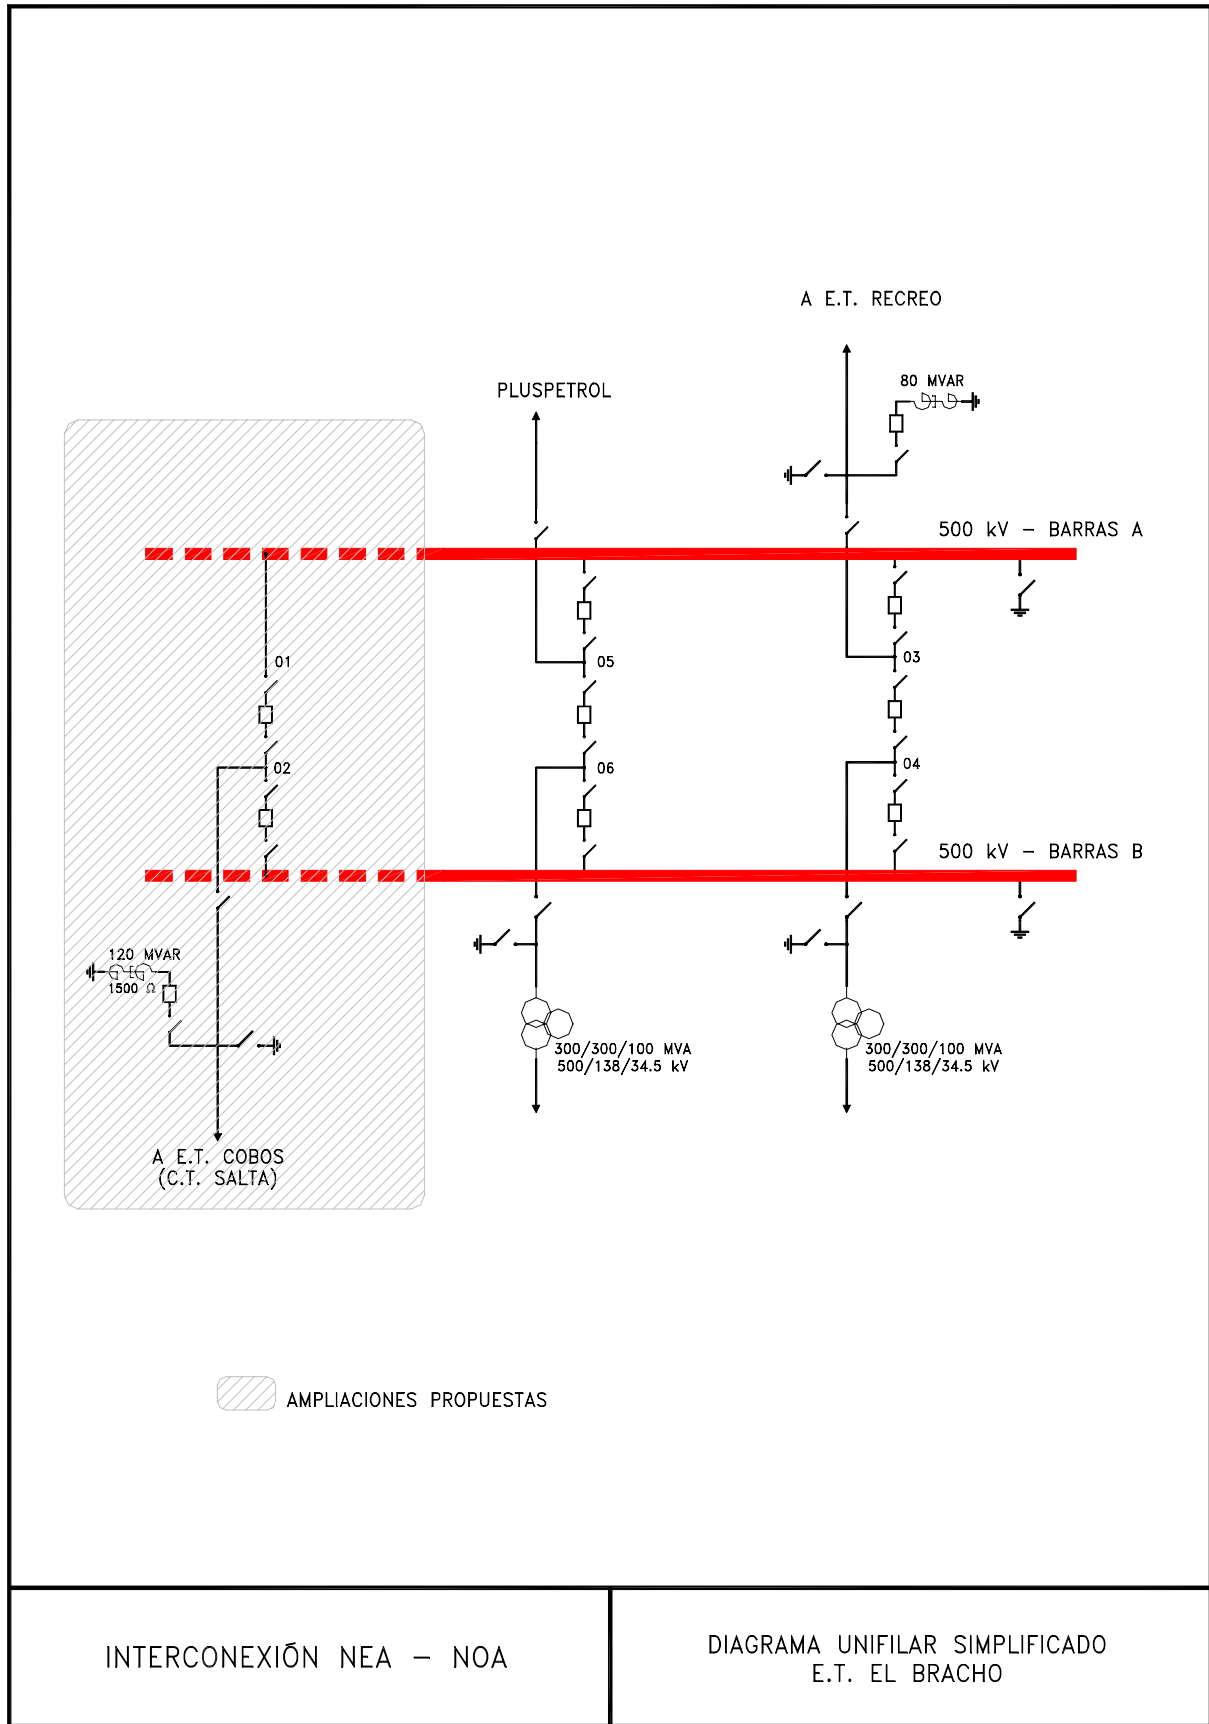 A E.T. RECREO
80 MVAR
PLUSPETROL
500 kV - BARRAS A
01
05
03
02
06
04
500 kV - BARRAS B
120 MVAR
1500 Ω
300/300/100 MVA
500/138/34.5 kV
300/300/100 MVA
500/138/34.5 kV
A E.T. COBOS
(C.T. SALTA)
AMPLIACIONES PROPUESTAS
INTERCONEXIÓN NEA - NOA
DIAGRAMA UNIFILAR SIMPLIFICADO
E.T. EL BRACHO